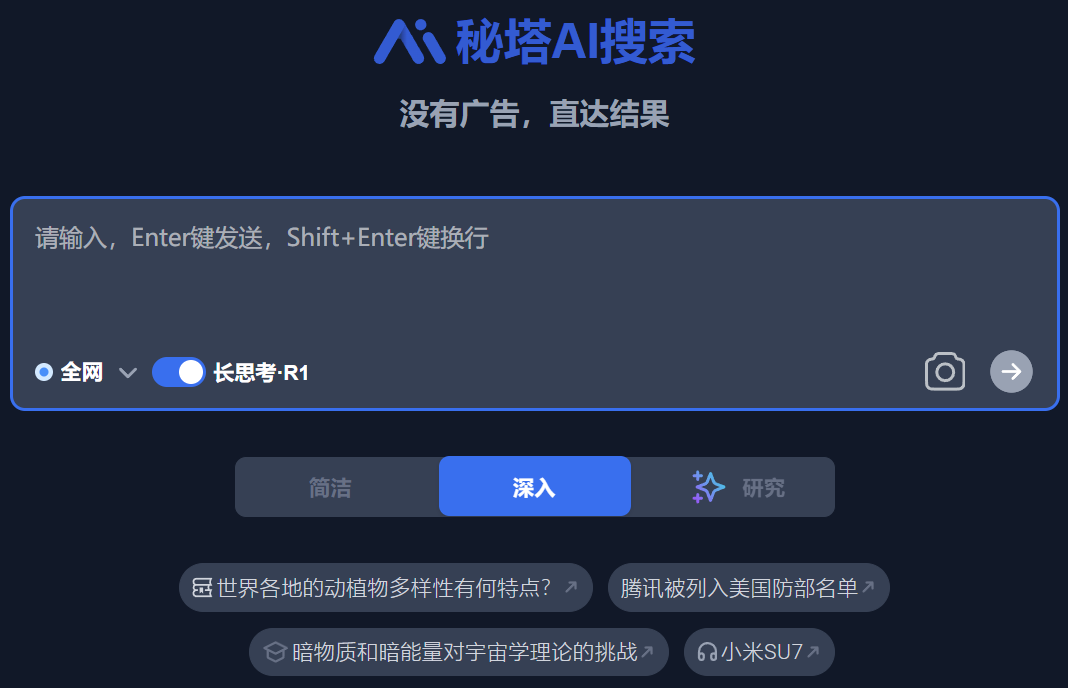 秘塔AI搜索
没有广告，直达结果
请输入，Enter键发送，Shift+Enter键换行
全网 长思考·R1
简洁 深入 研究
世界各地的动植物多样性有何特点？ 腾讯被列入美国防部名单
暗物质和暗能量对宇宙学理论的挑战 小米SU7